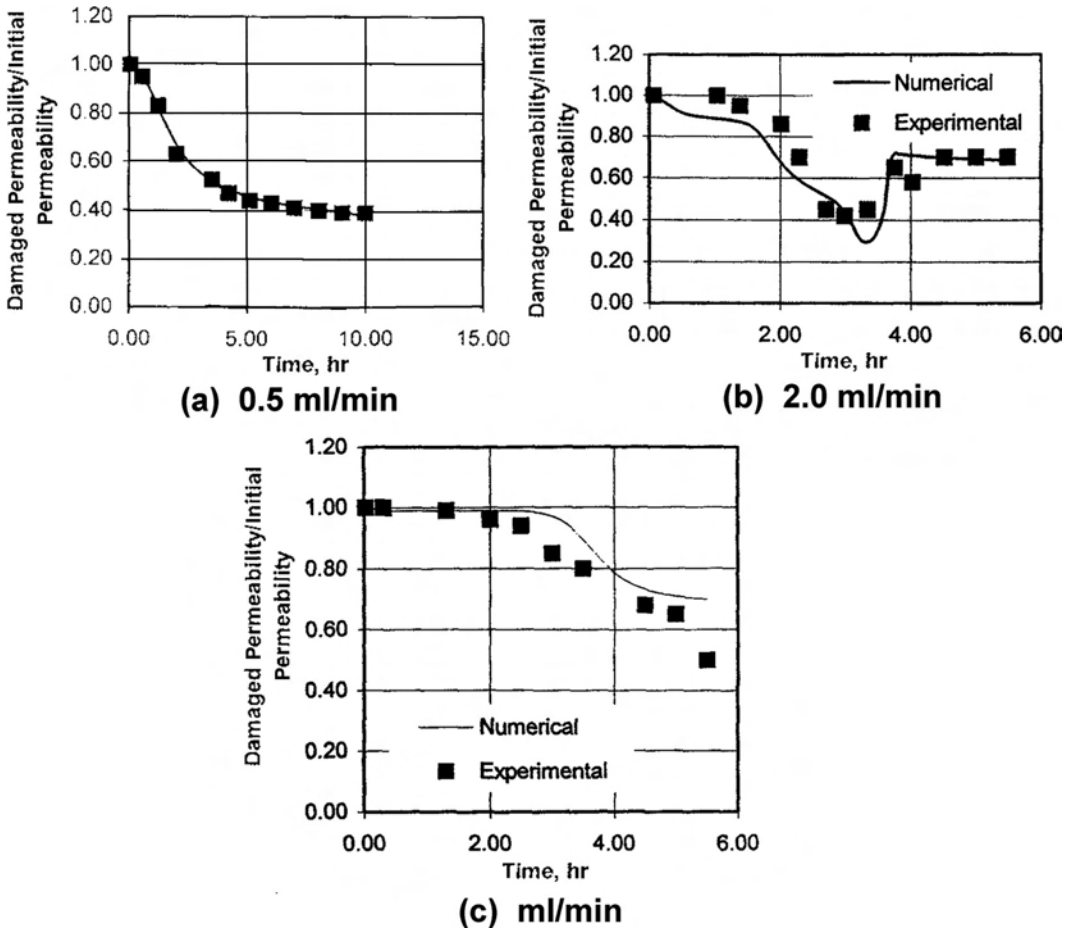 1.20
1.00
0.80
0.60
0.40
0.20
0.00
Damaged Permeability/Initial
Permeability
0.00 5.00 10.00 15.00
Time, hr
(a) 0.5 ml/min
1.20
1.00
0.80
0.60
0.40
0.20
0.00
Damaged Permeability/Initial
Permeability
Numerical
Experimental
0.00 2.00 4.00 6.00
Time, hr
(b) 2.0 ml/min
1.20
1.00
0.80
0.60
0.40
0.20
0.00
Damaged Permeability/Initial
Permeability
Numerical
Experimental
0.00 2.00 4.00 6.00
Time, hr
(c) ml/min